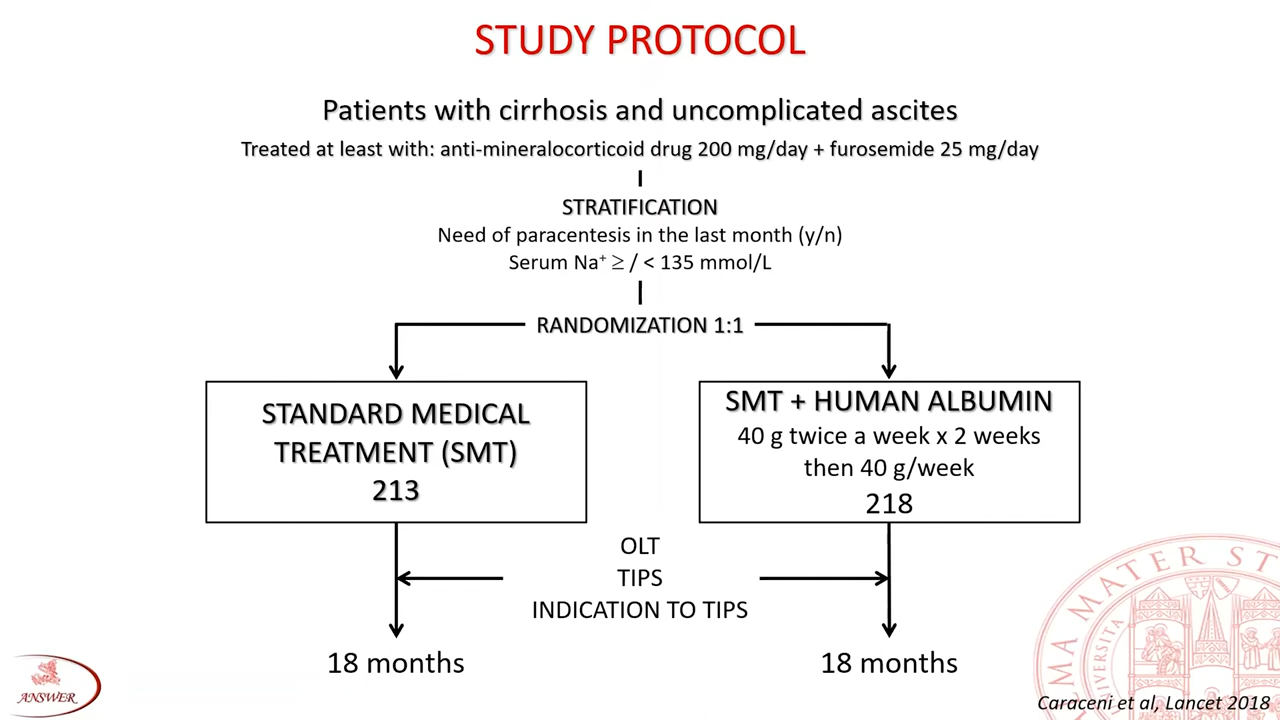 STUDY PROTOCOL
Patients with cirrhosis and uncomplicated ascites
Treated at least with: anti-mineralocorticoid drug 200 mg/day + furosemide 25 mg/day
STRATIFICATION
Need of paracentesis in the last month (y/n)
Serum Na⁺ ≥ / < 135 mmol/L
RANDOMIZATION 1:1
STANDARD MEDICAL
TREATMENT (SMT)
213
SMT + HUMAN ALBUMIN
40 g twice a week x 2 weeks
then 40 g/week
218
OLT
TIPS
INDICATION TO TIPS
18 months
18 months
ANSWER
MA MATER ST
Caraceni et al, Lancet 2018